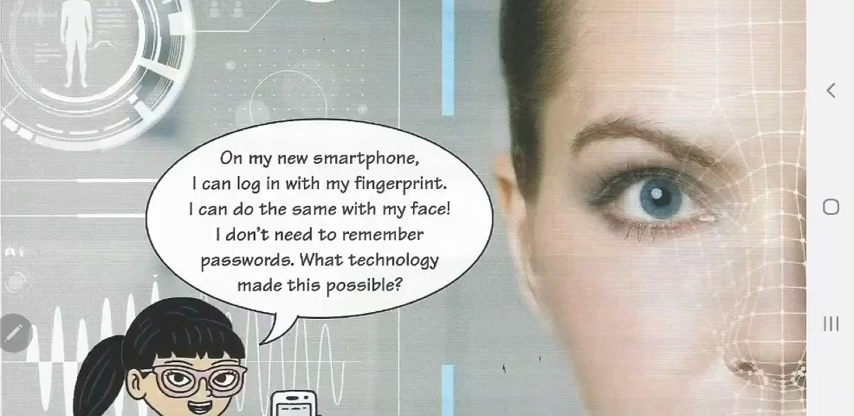 On my new smartphone,
I can log in with my fingerprint.
I can do the same with my face!
I don't need to remember
passwords. What technology
made this possible?